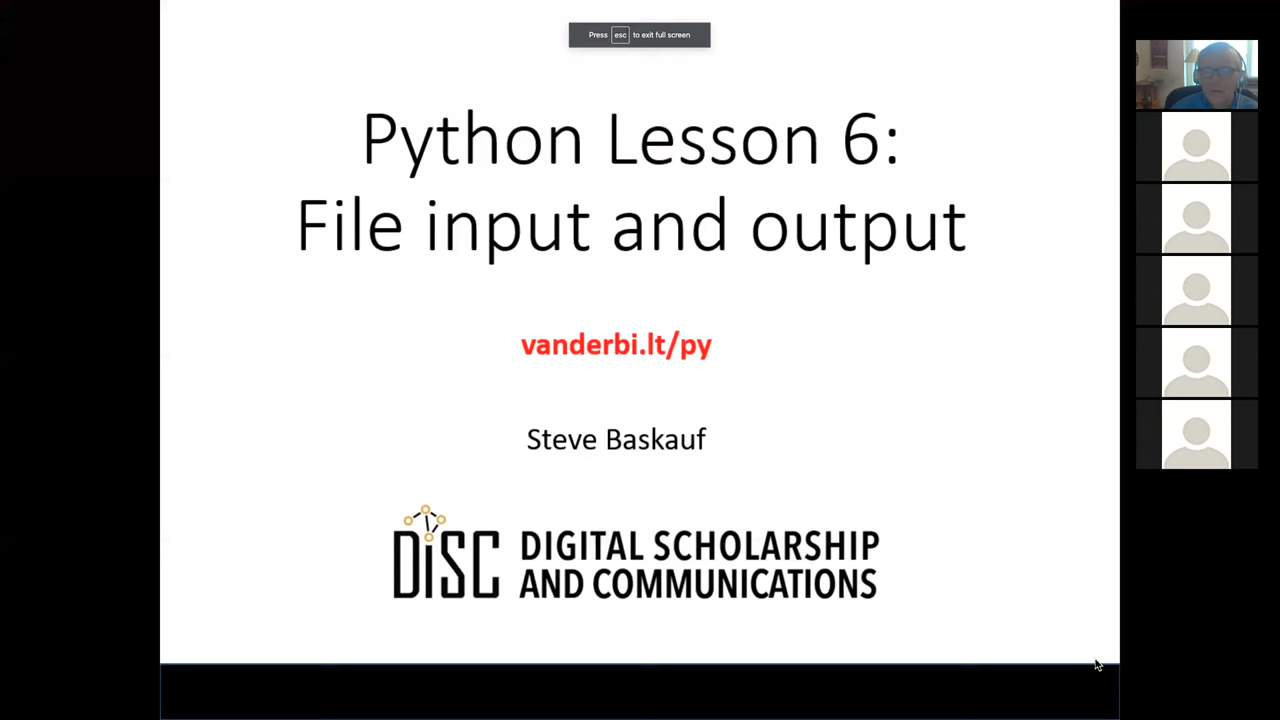 Press esc to exit full screen
Python Lesson 6:
File input and output
vanderbi.lt/py
Steve Baskauf
DiSC DIGITAL SCHOLARSHIP
AND COMMUNICATIONS